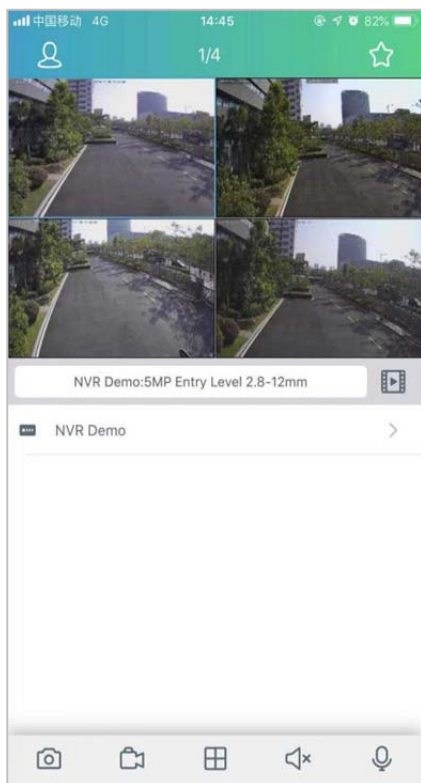 中国移动 4G 14:45 82%
1/4
NVR Demo:5MP Entry Level 2.8-12mm
NVR Demo